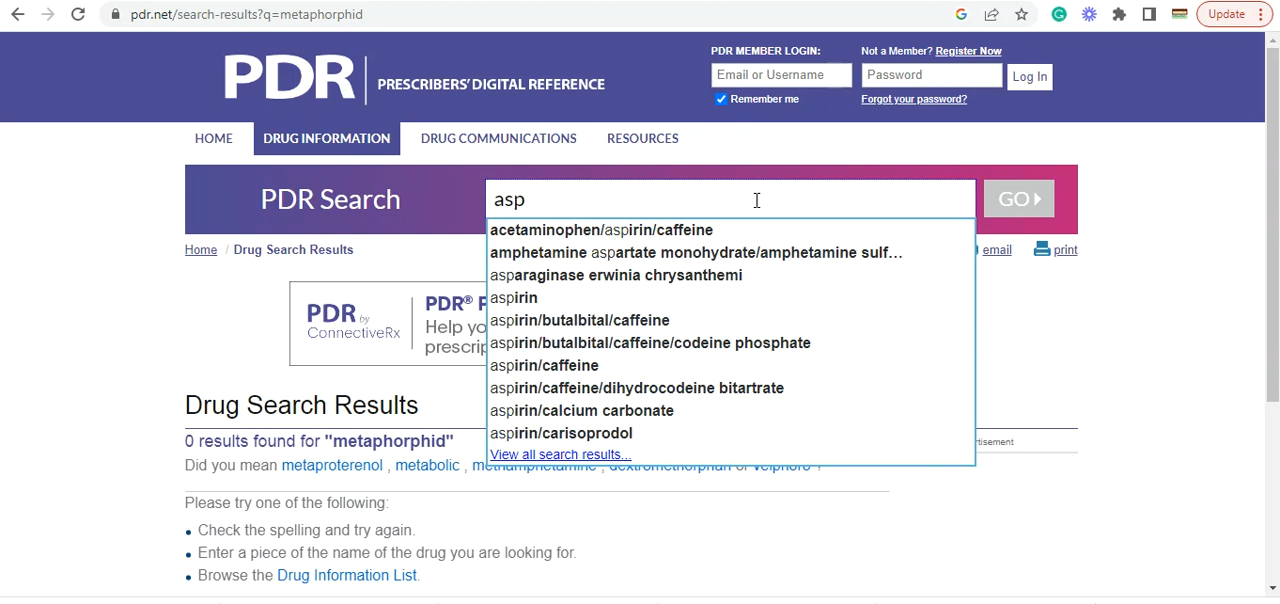 pdr.net/search-results?q=metaphorphid
Update
PDR PRESCRIBERS' DIGITAL REFERENCE
PDR MEMBER LOGIN:
Not a Member? Register Now
Email or Username
Password
Log In
Remember me
Forgot your password?
HOME
DRUG INFORMATION
DRUG COMMUNICATIONS
RESOURCES
PDR Search
asp
GO
acetaminophen/aspirin/caffeine
amphetamine aspartate monohydrate/amphetamine sulf…
asparaginase erwinia chrysanthemi
aspirin
aspirin/butalbital/caffeine
aspirin/butalbital/caffeine/codeine phosphate
aspirin/caffeine
aspirin/caffeine/dihydrocodeine bitartrate
aspirin/calcium carbonate
aspirin/carisoprodol
View all search results...
Home / Drug Search Results
email
print
PDR by
ConnectiveRx
PDR®
Help
Drug Search Results
0 results found for "metaphorphid"
Did you mean metaproterenol , metabolic , methamphetamine , dextromethorphan or Velphoro ?
Please try one of the following:
Check the spelling and try again.
Enter a piece of the name of the drug you are looking for.
Browse the Drug Information List.